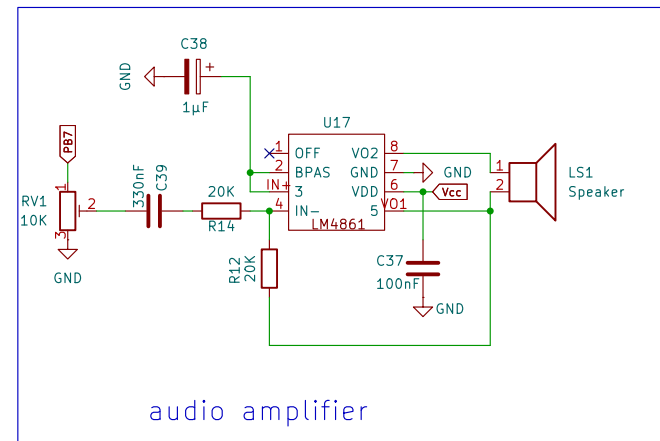 C38
GND
+
1µF
U17
PB7
1
OFF
VO2
8
330nF
C39
2
BPAS
GND
7
GND
1
LS1
IN+
3
VDD
6
Vcc
2
Speaker
RV1
10K
1
2
3
20K
R14
4
IN-
5
VO1
LM4861
GND
R12
20K
C37
100nF
GND
audio amplifier